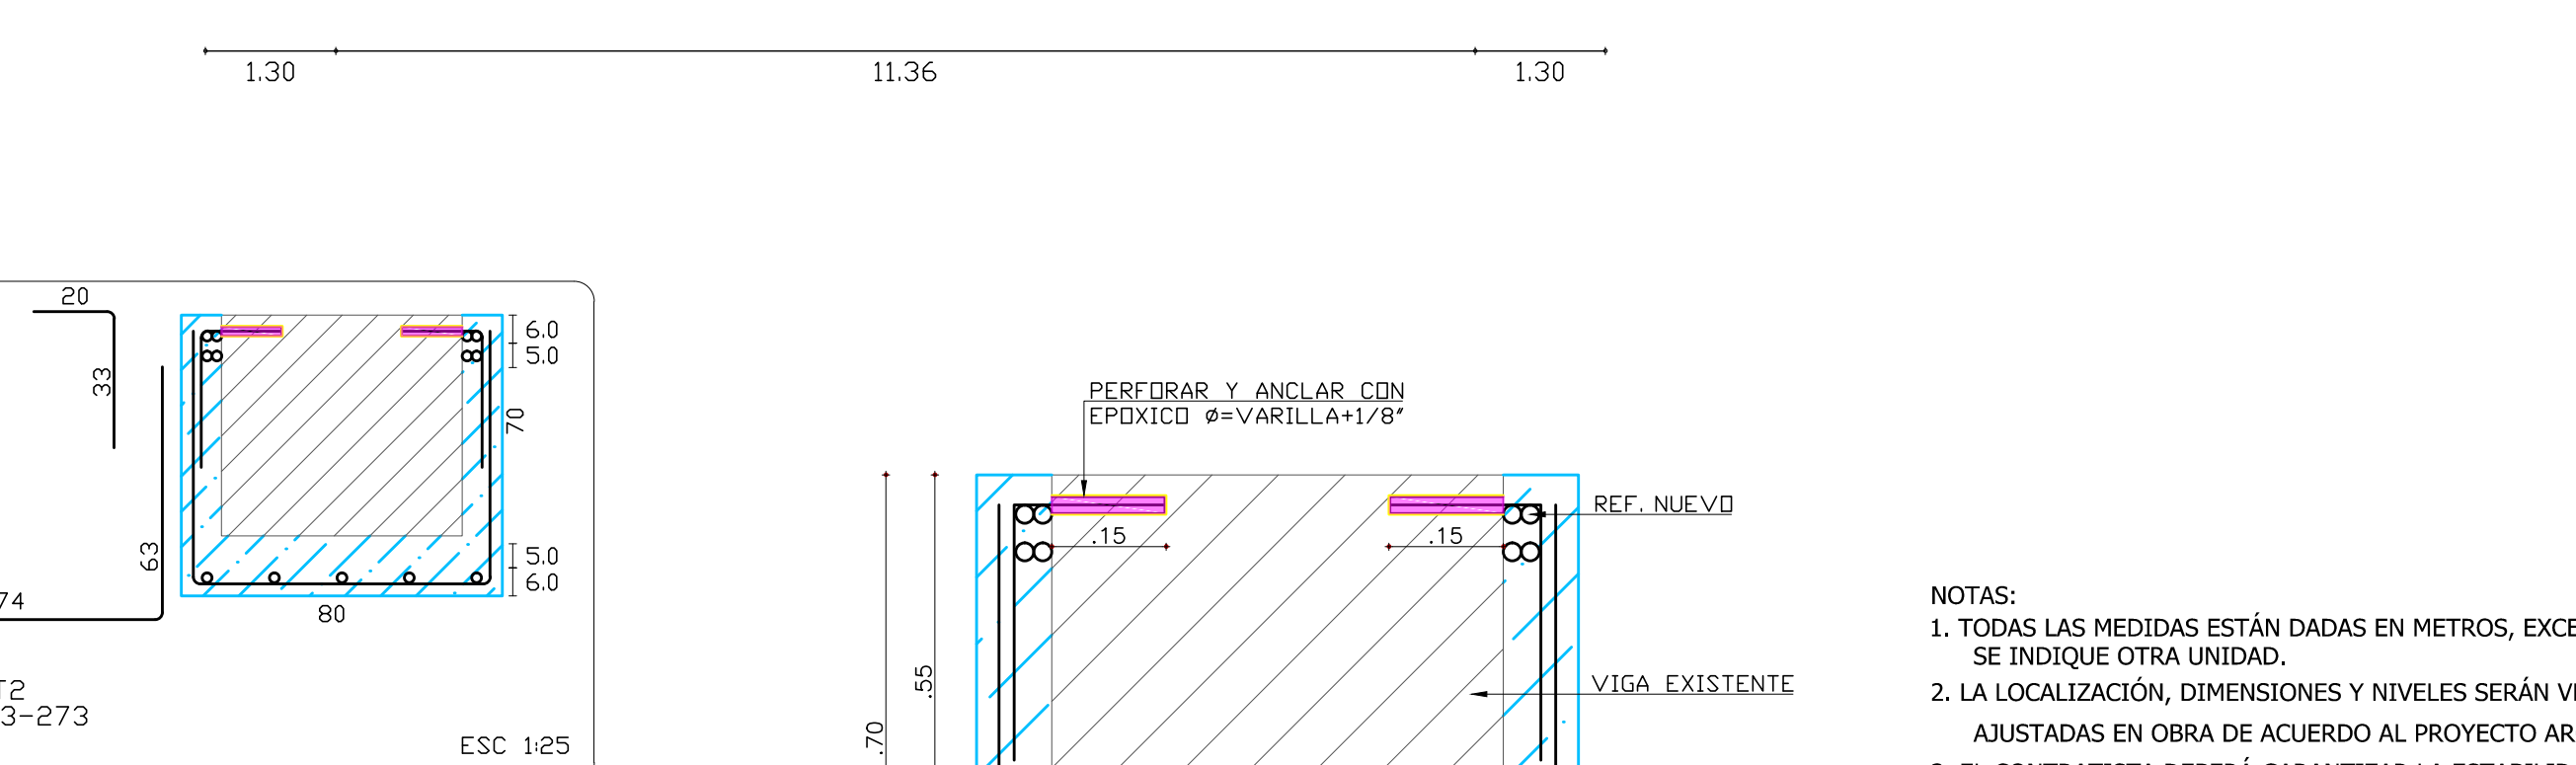 1.30
11.36
1.30
20
33
63
74
6.0
5.0
70
5.0
6.0
80
T2
3-273
ESC 1:25
PERFORAR Y ANCLAR CON
EPOXICO Ø=VARILLA+1/8"
REF. NUEVO
.15
.15
VIGA EXISTENTE
.55
.70
NOTAS:
1. TODAS LAS MEDIDAS ESTÁN DADAS EN METROS, EXCE
SE INDIQUE OTRA UNIDAD.
2. LA LOCALIZACIÓN, DIMENSIONES Y NIVELES SERÁN V
AJUSTADAS EN OBRA DE ACUERDO AL PROYECTO AR